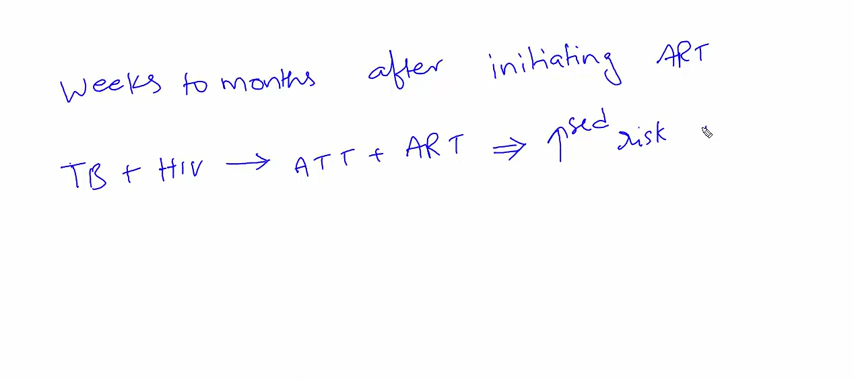 Weeks to months after initiating ART
TB + HIV → ATT + ART ⇒ ↑sed risk